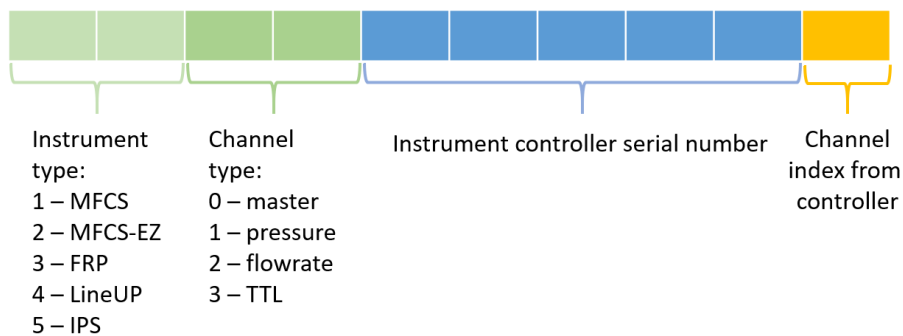 Instrument
type:
1 – MFCS
2 – MFCS-EZ
3 – FRP
4 – LineUP
5 – IPS
Channel
type:
0 – master
1 – pressure
2 – flowrate
3 – TTL
Instrument controller serial number
Channel
index from
controller